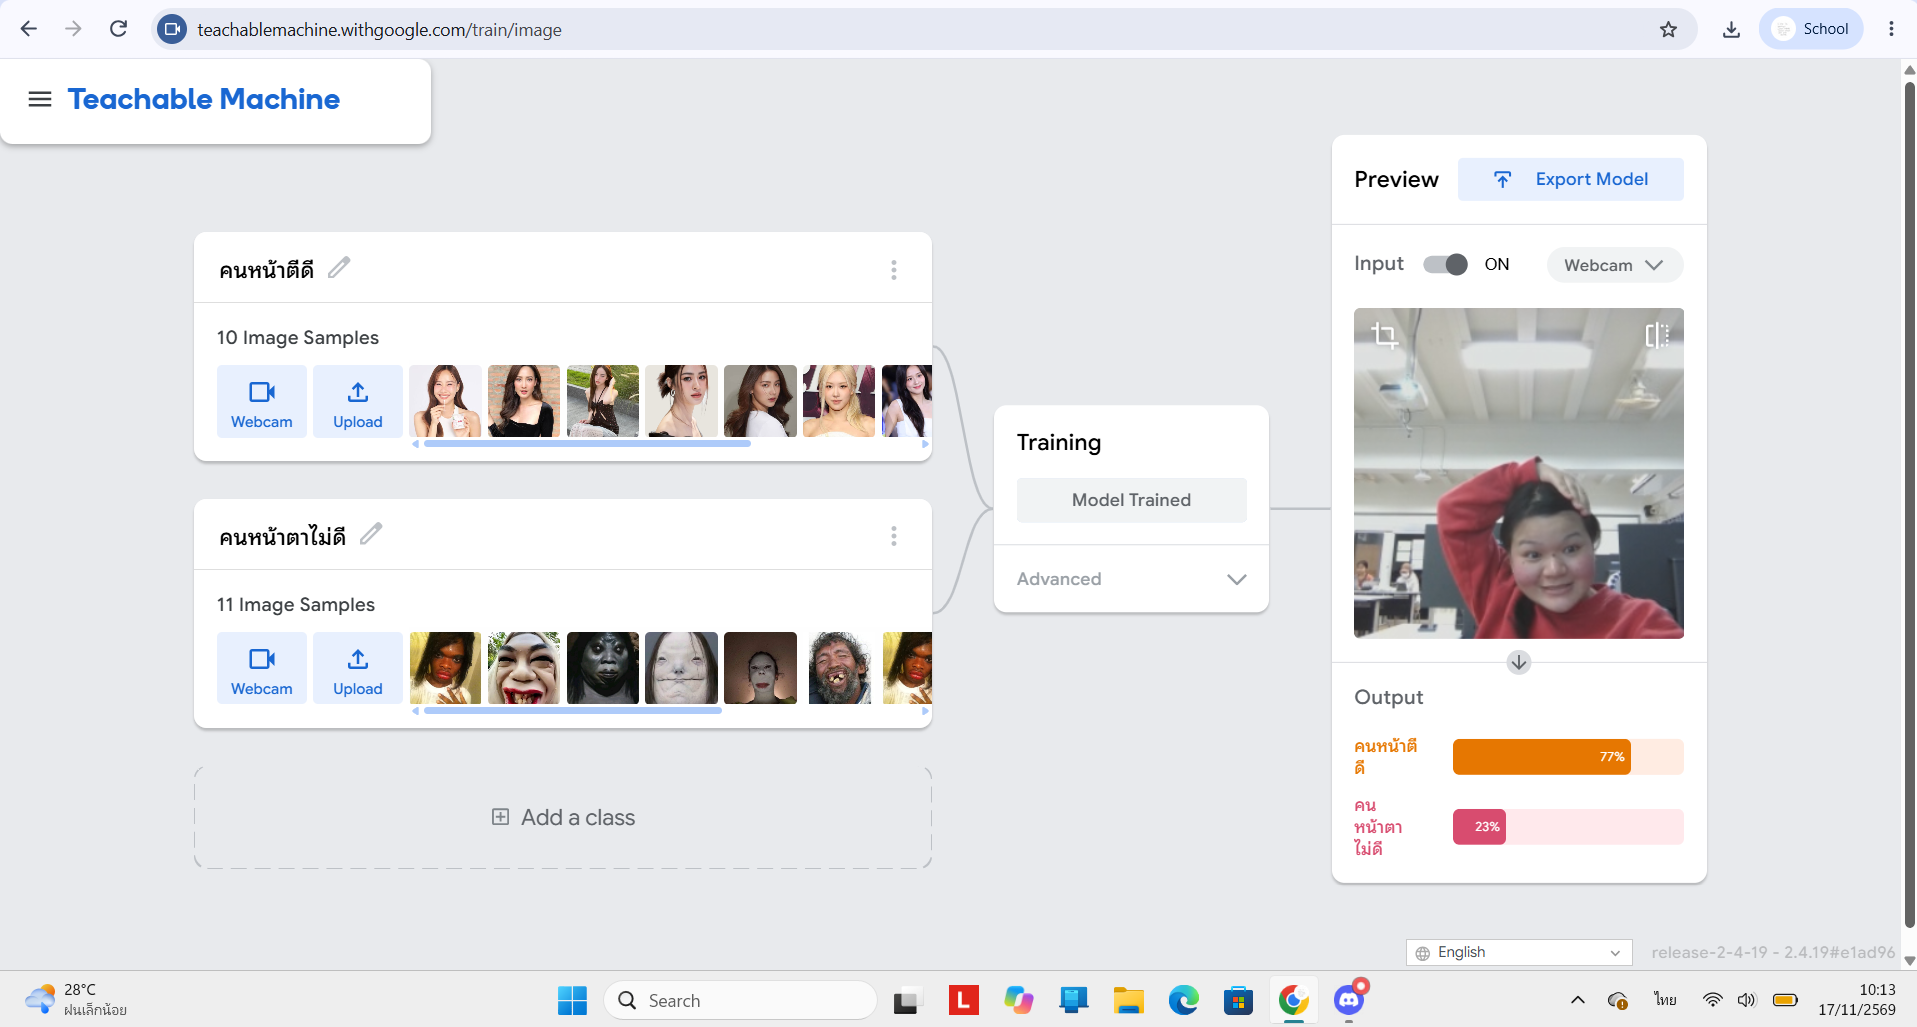 teachablemachine.withgoogle.com/train/image
School
Teachable Machine
Preview
Export Model
Input
ON
Webcam
คนหน้าตีดี
10 Image Samples
Webcam
Upload
Training
Model Trained
Advanced
คนหน้าตาไม่ดี
11 Image Samples
Webcam
Upload
Output
คนหน้าตี
ดี
77%
คน
หน้าตา
ไม่ดี
23%
Add a class
English
release-2-4-19 - 2.4.19#e1ad96
28°C
ฝนเล็กน้อย
Search
L
ไทย
10:13
17/11/2569